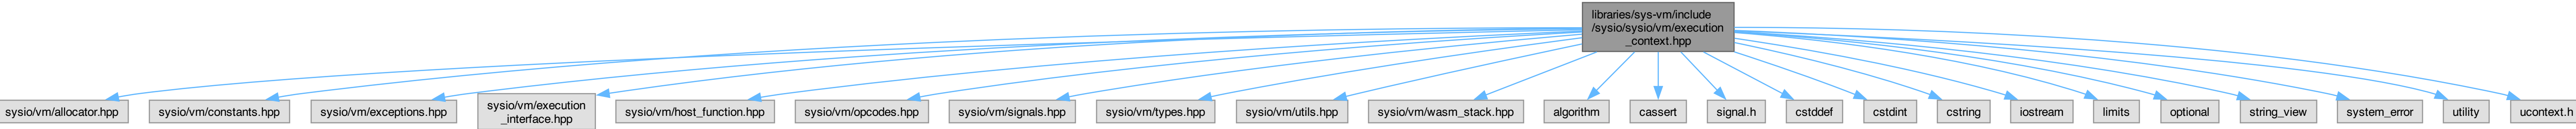 libraries/sys-vm/include
/sysio/sysio/vm/execution
_context.hpp
sysio/vm/allocator.hpp
sysio/vm/constants.hpp
sysio/vm/exceptions.hpp
sysio/vm/execution
_interface.hpp
sysio/vm/host_function.hpp
sysio/vm/opcodes.hpp
sysio/vm/signals.hpp
sysio/vm/types.hpp
sysio/vm/utils.hpp
sysio/vm/wasm_stack.hpp
algorithm
cassert
signal.h
cstddef
cstdint
cstring
iostream
limits
optional
string_view
system_error
utility
ucontext.h